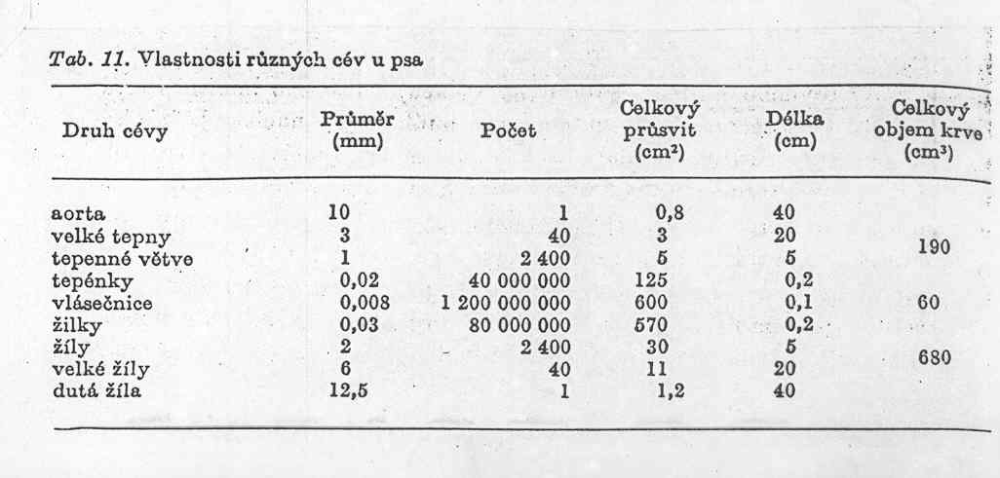 Tab. 11. Vlastnosti různých cév u psa
Druh cévy Průměr (mm) Počet Celkový průsvit (cm²) Délka (cm) Celkový objem krve (cm³)
aorta 10 1 0,8 40
velké tepny 3 40 3 20
190
tepenné větve 1 2 400 5 5
tepénky 0,02 40 000 000 125 0,2
vlásečnice 0,008 1 200 000 000 600 0,1 60
žilky 0,03 80 000 000 570 0,2
žíly 2 2 400 30 5
680
velké žíly 6 40 11 20
dutá žíla 12,5 1 1,2 40